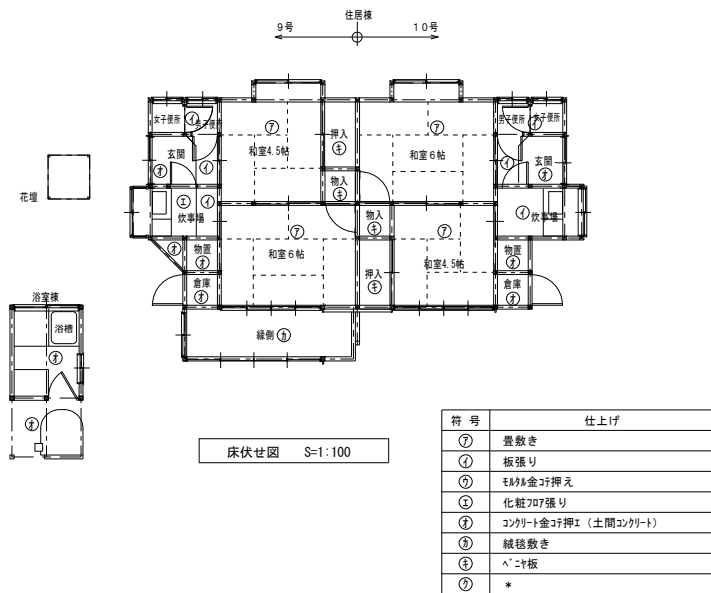 住居棟
9号 10号
女子便所 ㋑ 男子便所 男子便所 ㋑ 女子便所
㋐ 押入 ㋖ ㋐
和室4.5帖 和室6帖
玄関 ㋔ ㋑ ㋑ 玄関 ㋔
物入 ㋖
花壇
㋓ ㋑ 炊事場 ㋑ 炊事場
物入 ㋖
㋐ ㋐
㋔ 物置 ㋔ 和室6帖 和室4.5帖 物置 ㋔
押入 ㋖
倉庫 ㋔ 倉庫 ㋔
浴室棟
浴槽
㋔
縁側 ㋕
㋔
床伏せ図 S=1:100
符号 仕上げ
㋐ 畳敷き
㋑ 板張り
㋒ ﾓﾙﾀﾙ金ｺﾃ押え
㋓ 化粧ﾌﾛｱ張り
㋔ ｺﾝｸﾘｰﾄ金ｺﾃ押ｴ（土間ｺﾝｸﾘｰﾄ）
㋕ 絨毯敷き
㋖ ﾍﾞﾆﾔ板
㋗ *